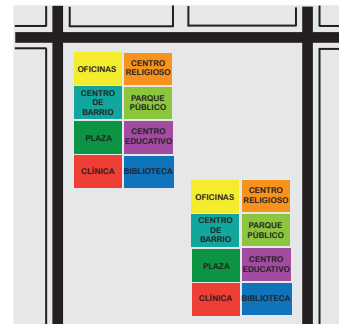 OFICINAS
CENTRO
RELIGIOSO
CENTRO
DE
BARRIO
PARQUE
PÚBLICO
PLAZA
CENTRO
EDUCATIVO
CLÍNICA
BIBLIOTECA
OFICINAS
CENTRO
RELIGIOSO
CENTRO
DE
BARRIO
PARQUE
PÚBLICO
PLAZA
CENTRO
EDUCATIVO
CLÍNICA
BIBLIOTECA